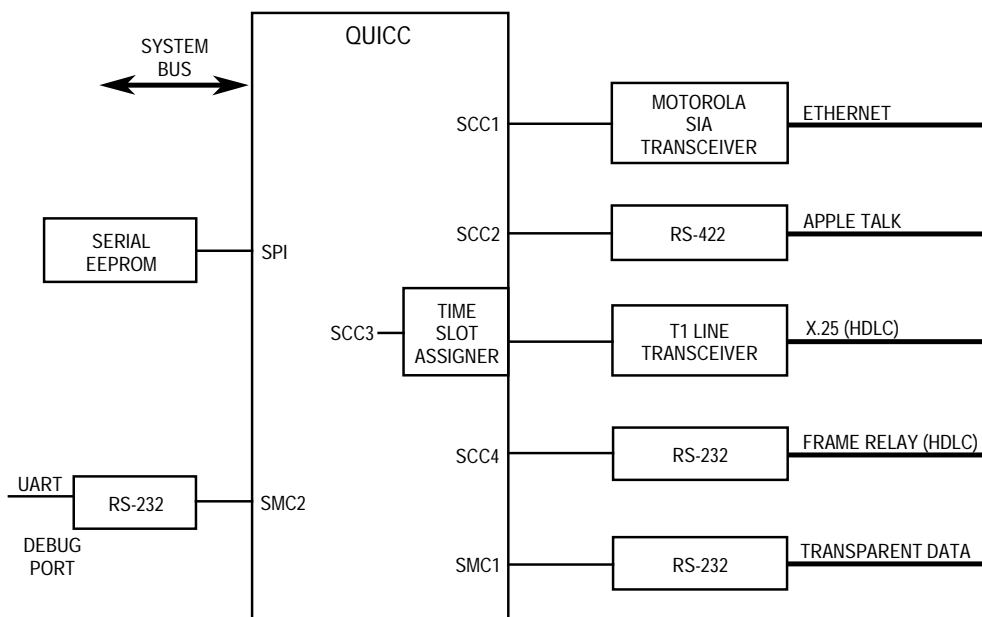 QUICC
SYSTEM
BUS
SCC1
MOTOROLA
SIA
TRANSCEIVER
ETHERNET
SERIAL
EEPROM
SPI
SCC2
RS-422
APPLE TALK
SCC3
TIME
SLOT
ASSIGNER
T1 LINE
TRANSCEIVER
X.25 (HDLC)
SCC4
RS-232
FRAME RELAY (HDLC)
UART
RS-232
SMC2
DEBUG
PORT
SMC1
RS-232
TRANSPARENT DATA